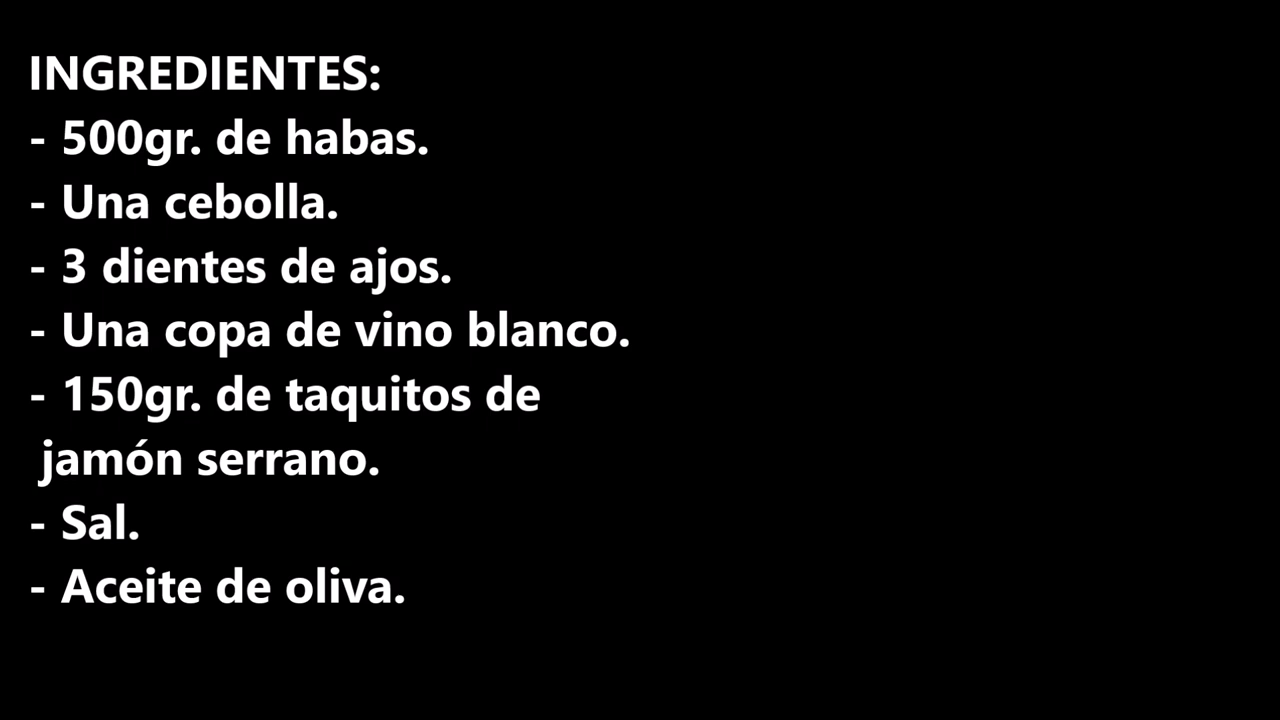 INGREDIENTES:
- 500gr. de habas.
- Una cebolla.
- 3 dientes de ajos.
- Una copa de vino blanco.
- 150gr. de taquitos de
jamón serrano.
- Sal.
- Aceite de oliva.